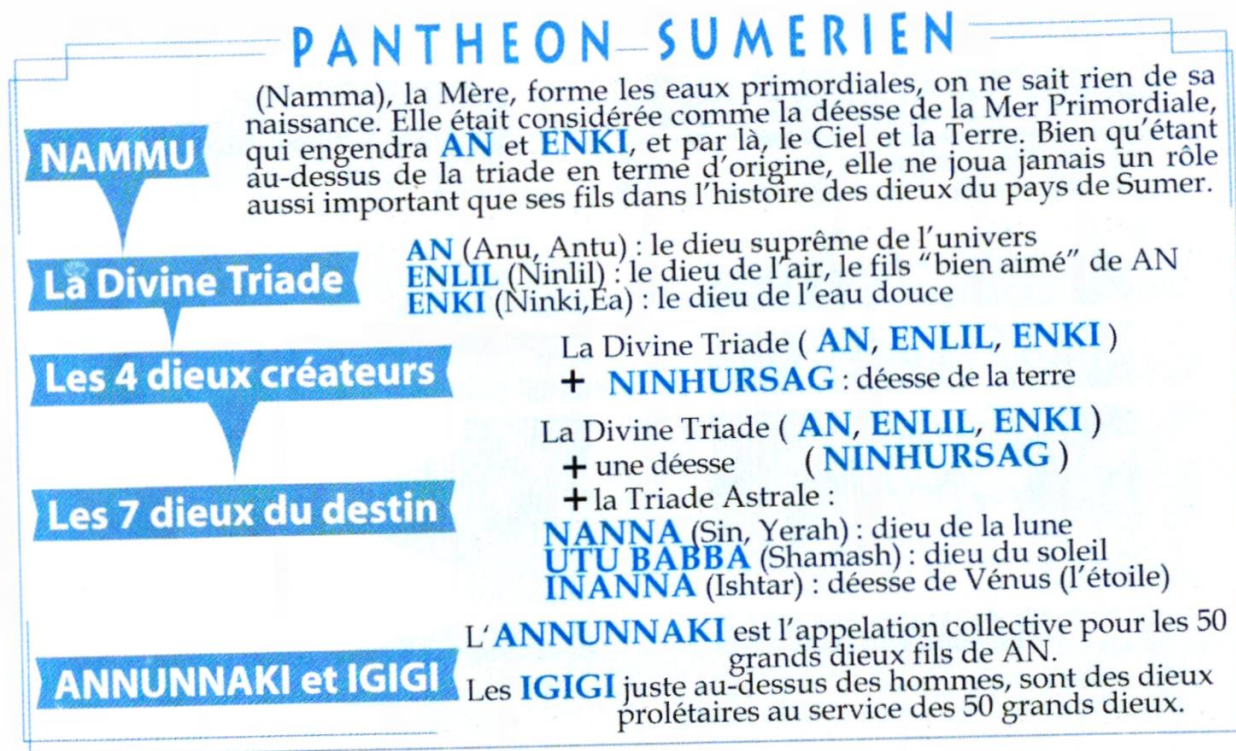 PANTHEON SUMERIEN
NAMMU
(Namma), la Mère, forme les eaux primordiales, on ne sait rien de sa
naissance. Elle était considérée comme la déesse de la Mer Primordiale,
qui engendra AN et ENKI, et par là, le Ciel et la Terre. Bien qu'étant
au-dessus de la triade en terme d'origine, elle ne joua jamais un rôle
aussi important que ses fils dans l'histoire des dieux du pays de Sumer.
La Divine Triade
AN (Anu, Antu) : le dieu suprême de l'univers
ENLIL (Ninlil) : le dieu de l'air, le fils "bien aimé" de AN
ENKI (Ninki,Ea) : le dieu de l'eau douce
Les 4 dieux créateurs
La Divine Triade ( AN, ENLIL, ENKI )
+ NINHURSAG : déesse de la terre
Les 7 dieux du destin
La Divine Triade ( AN, ENLIL, ENKI )
+ une déesse ( NINHURSAG )
+ la Triade Astrale :
NANNA (Sin, Yerah) : dieu de la lune
UTU BABBA (Shamash) : dieu du soleil
INANNA (Ishtar) : déesse de Vénus (l'étoile)
ANNUNNAKI et IGIGI
L'ANNUNNAKI est l'appelation collective pour les 50
grands dieux fils de AN.
Les IGIGI juste au-dessus des hommes, sont des dieux
prolétaires au service des 50 grands dieux.